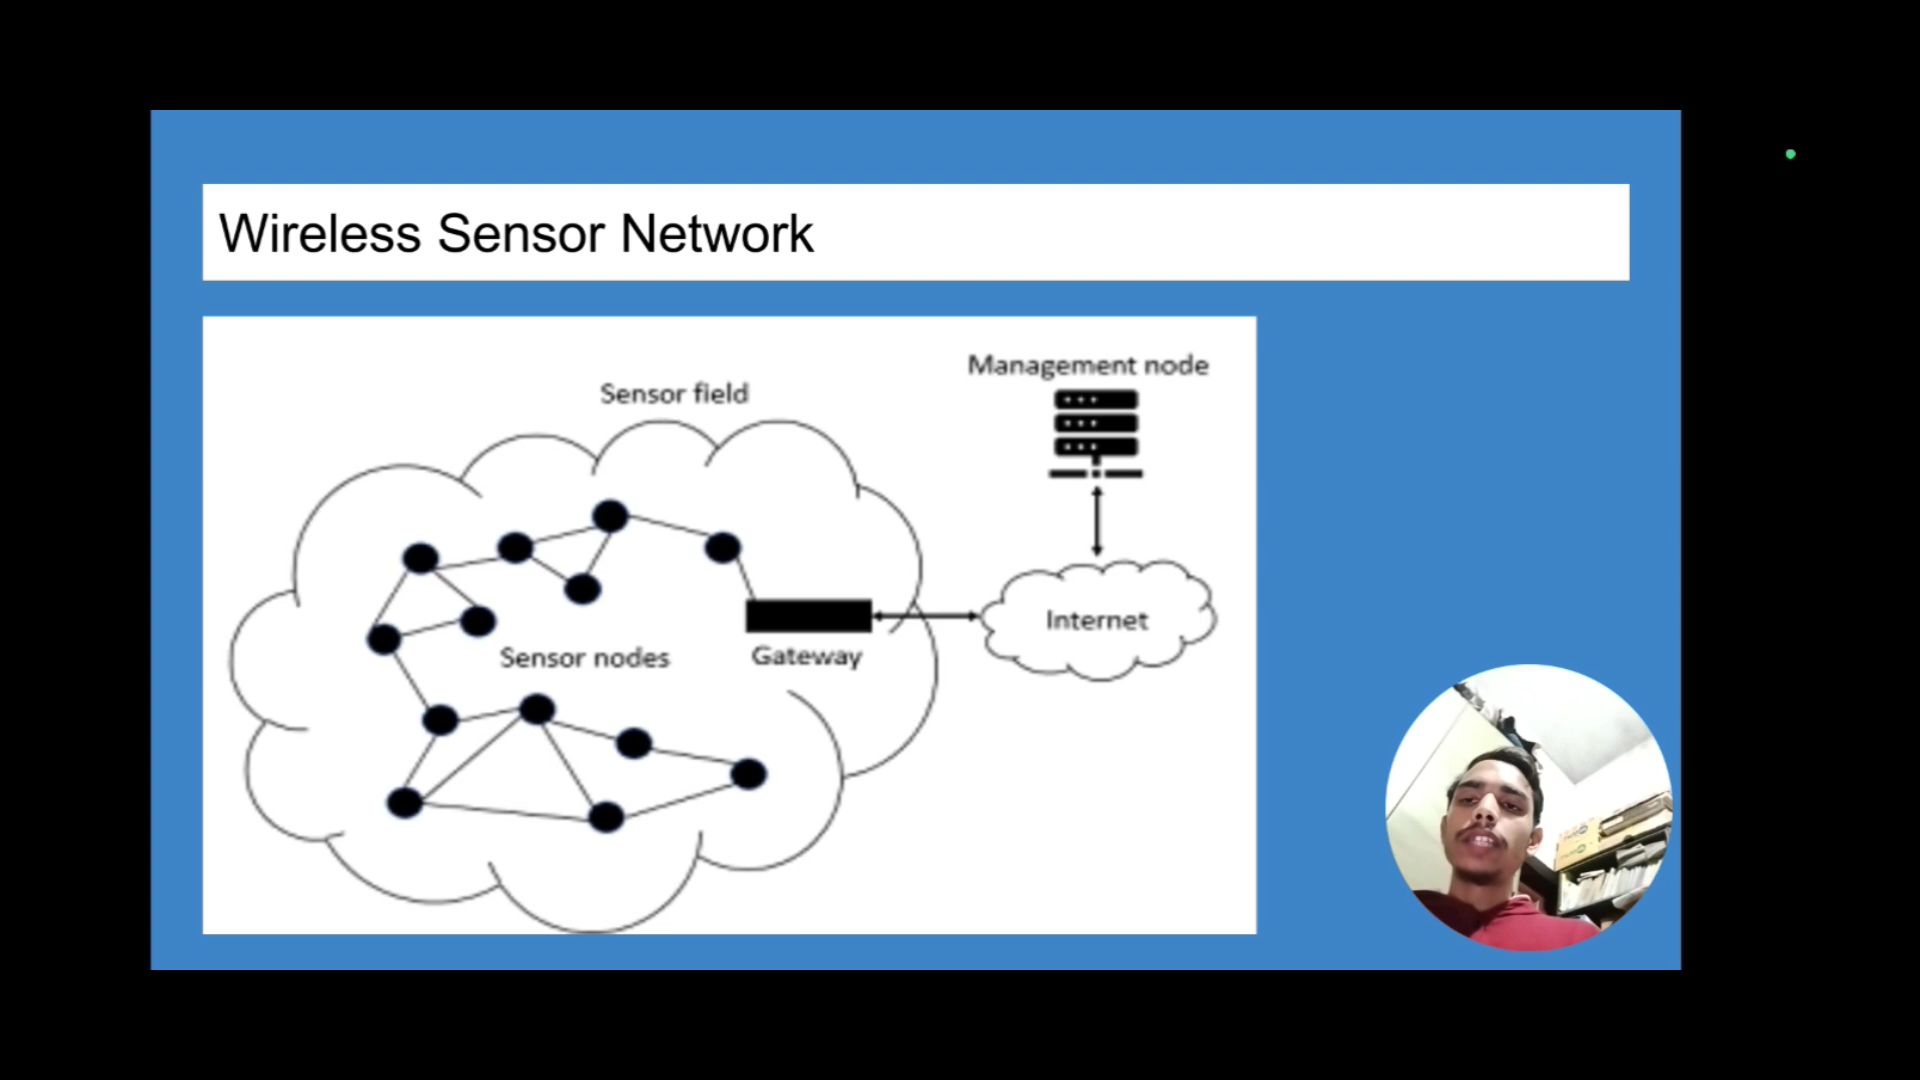 Wireless Sensor Network
Management node
Sensor field
Internet
Sensor nodes
Gateway